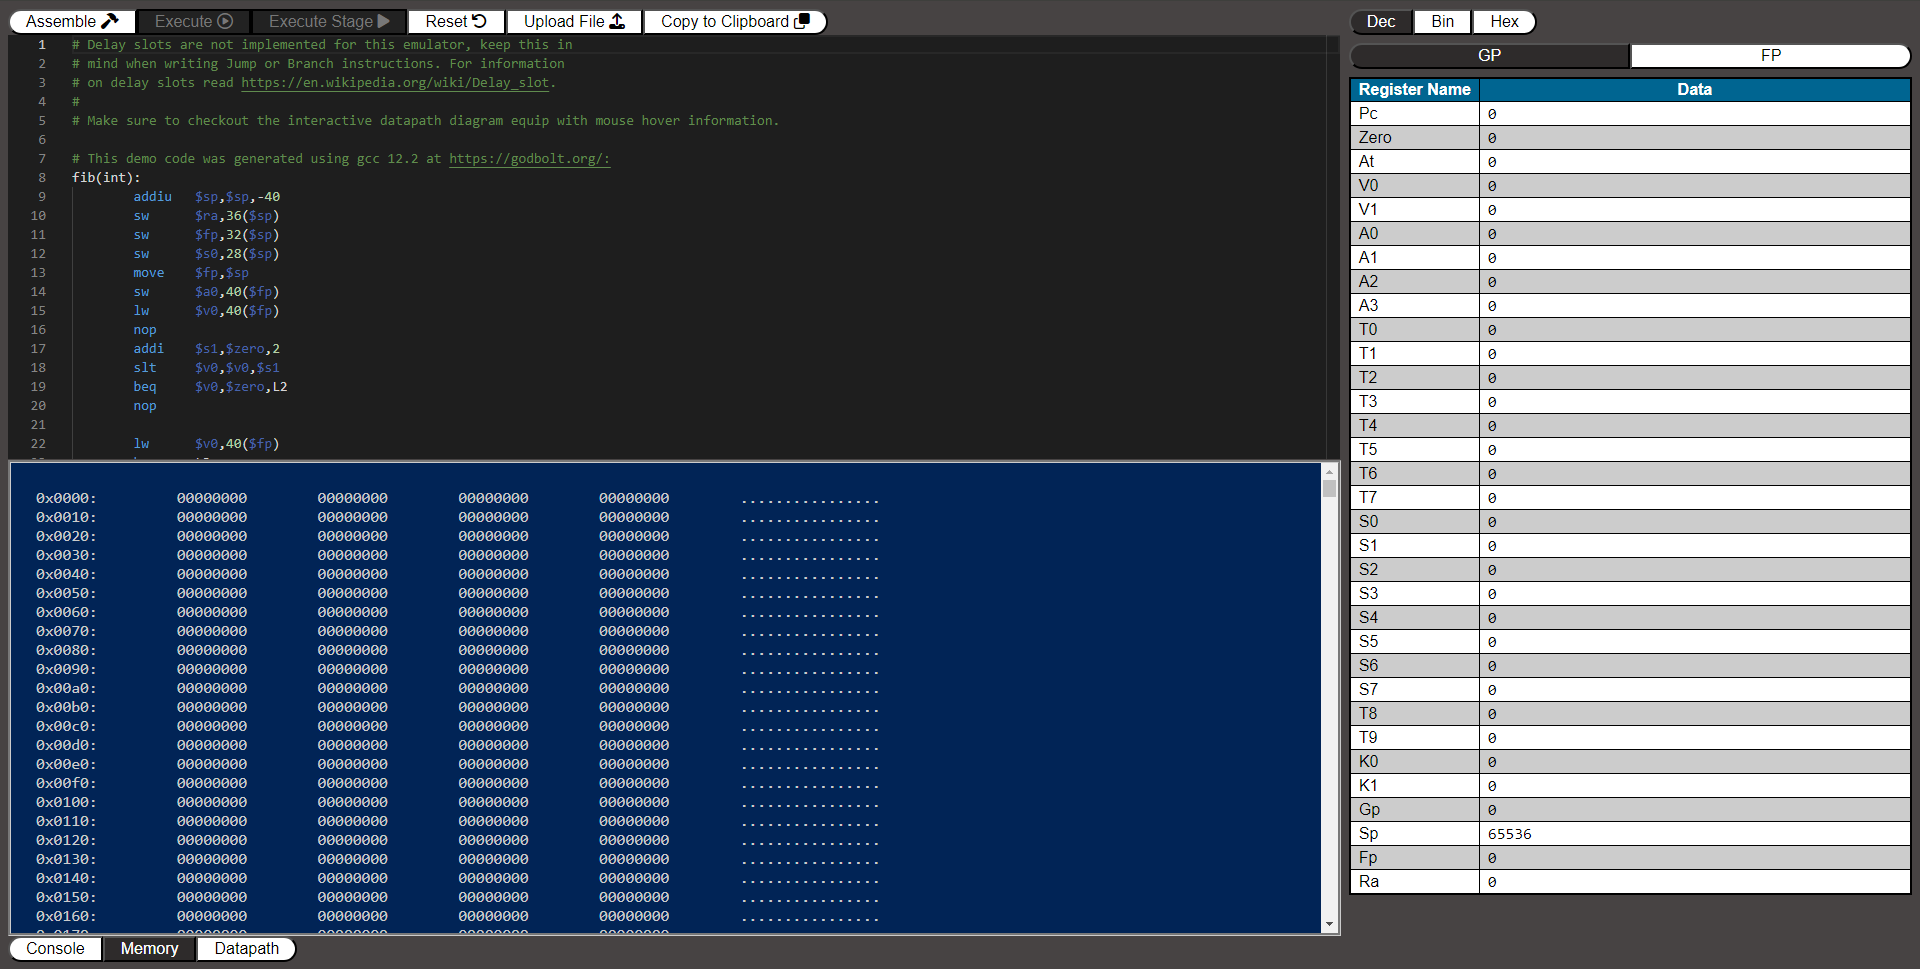 Assemble Execute Execute Stage Reset Upload File Copy to Clipboard
1 # Delay slots are not implemented for this emulator, keep this in
2 # mind when writing Jump or Branch instructions. For information
3 # on delay slots read https://en.wikipedia.org/wiki/Delay_slot.
4 #
5 # Make sure to checkout the interactive datapath diagram equip with mouse hover information.
6
7 # This demo code was generated using gcc 12.2 at https://godbolt.org/:
8 fib(int):
9 addiu $sp,$sp,-40
10 sw $ra,36($sp)
11 sw $fp,32($sp)
12 sw $s0,28($sp)
13 move $fp,$sp
14 sw $a0,40($fp)
15 lw $v0,40($fp)
16 nop
17 addi $s1,$zero,2
18 slt $v0,$v0,$s1
19 beq $v0,$zero,L2
20 nop
21
22 lw $v0,40($fp)
0x0000: 00000000 00000000 00000000 00000000 ................
0x0010: 00000000 00000000 00000000 00000000 ................
0x0020: 00000000 00000000 00000000 00000000 ................
0x0030: 00000000 00000000 00000000 00000000 ................
0x0040: 00000000 00000000 00000000 00000000 ................
0x0050: 00000000 00000000 00000000 00000000 ................
0x0060: 00000000 00000000 00000000 00000000 ................
0x0070: 00000000 00000000 00000000 00000000 ................
0x0080: 00000000 00000000 00000000 00000000 ................
0x0090: 00000000 00000000 00000000 00000000 ................
0x00a0: 00000000 00000000 00000000 00000000 ................
0x00b0: 00000000 00000000 00000000 00000000 ................
0x00c0: 00000000 00000000 00000000 00000000 ................
0x00d0: 00000000 00000000 00000000 00000000 ................
0x00e0: 00000000 00000000 00000000 00000000 ................
0x00f0: 00000000 00000000 00000000 00000000 ................
0x0100: 00000000 00000000 00000000 00000000 ................
0x0110: 00000000 00000000 00000000 00000000 ................
0x0120: 00000000 00000000 00000000 00000000 ................
0x0130: 00000000 00000000 00000000 00000000 ................
0x0140: 00000000 00000000 00000000 00000000 ................
0x0150: 00000000 00000000 00000000 00000000 ................
0x0160: 00000000 00000000 00000000 00000000 ................
Console Memory Datapath
Dec Bin Hex
GP FP
Register Name Data
Pc 0
Zero 0
At 0
V0 0
V1 0
A0 0
A1 0
A2 0
A3 0
T0 0
T1 0
T2 0
T3 0
T4 0
T5 0
T6 0
T7 0
S0 0
S1 0
S2 0
S3 0
S4 0
S5 0
S6 0
S7 0
T8 0
T9 0
K0 0
K1 0
Gp 0
Sp 65536
Fp 0
Ra 0